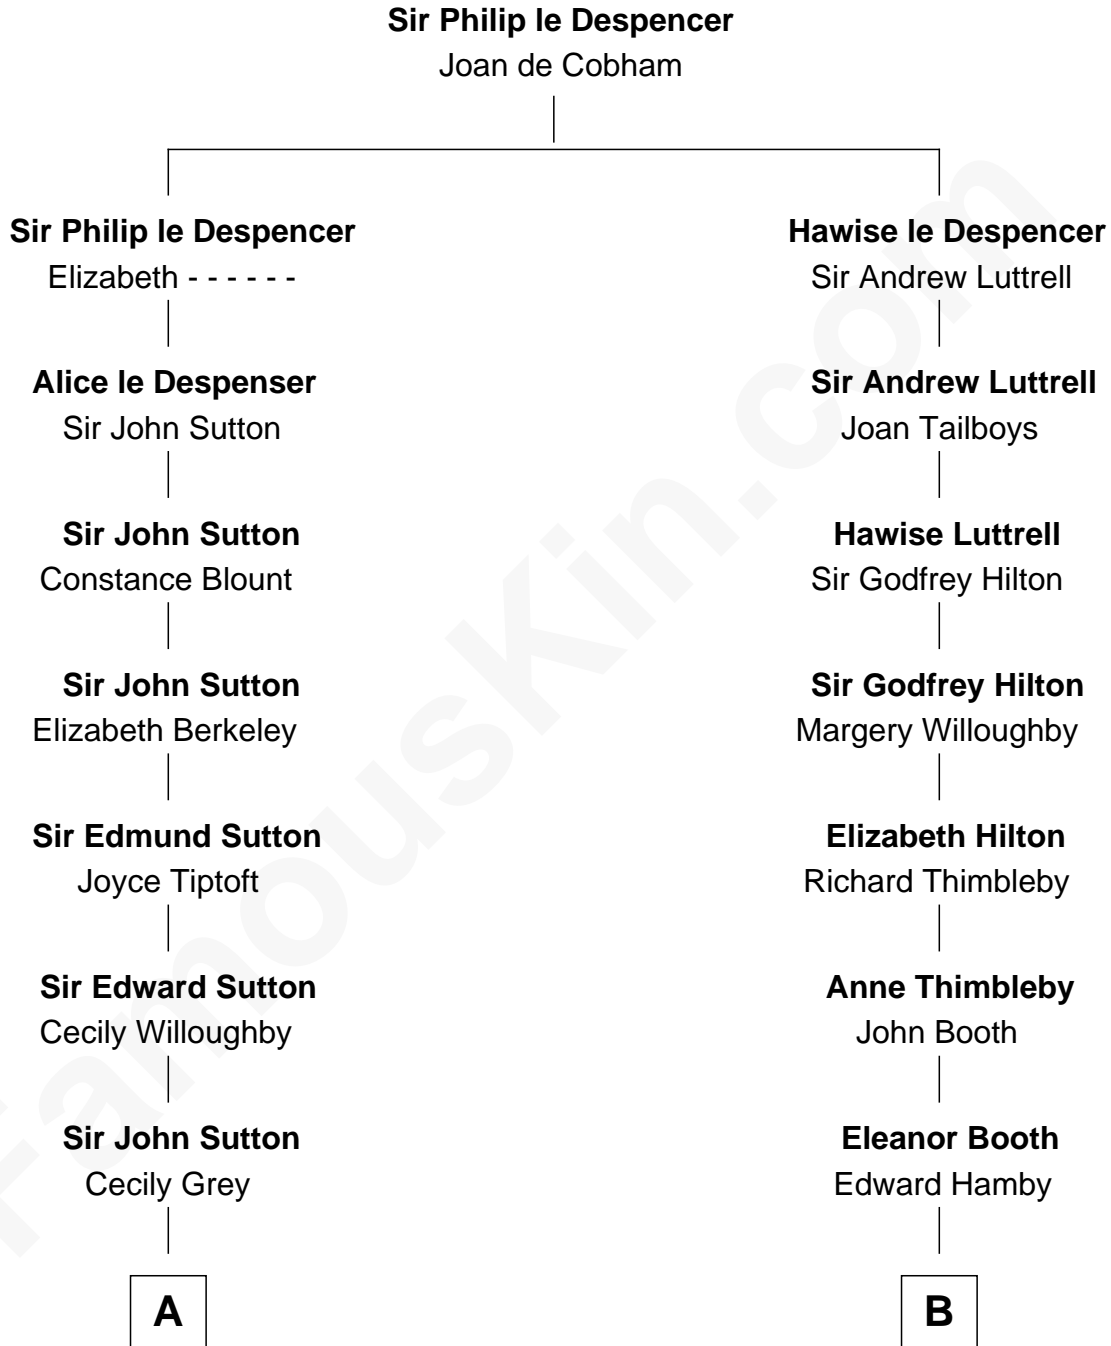 Sir Philip le Despencer
Joan de Cobham
Sir Philip le Despencer
Elizabeth - - - - - -
Hawise le Despencer
Sir Andrew Luttrell
Alice le Despenser
Sir John Sutton
Sir Andrew Luttrell
Joan Tailboys
Sir John Sutton
Constance Blount
Hawise Luttrell
Sir Godfrey Hilton
Sir John Sutton
Elizabeth Berkeley
Sir Godfrey Hilton
Margery Willoughby
Sir Edmund Sutton
Joyce Tiptoft
Elizabeth Hilton
Richard Thimbleby
Sir Edward Sutton
Cecily Willoughby
Anne Thimbleby
John Booth
Sir John Sutton
Cecily Grey
Eleanor Booth
Edward Hamby
A
B
FamousKin.com